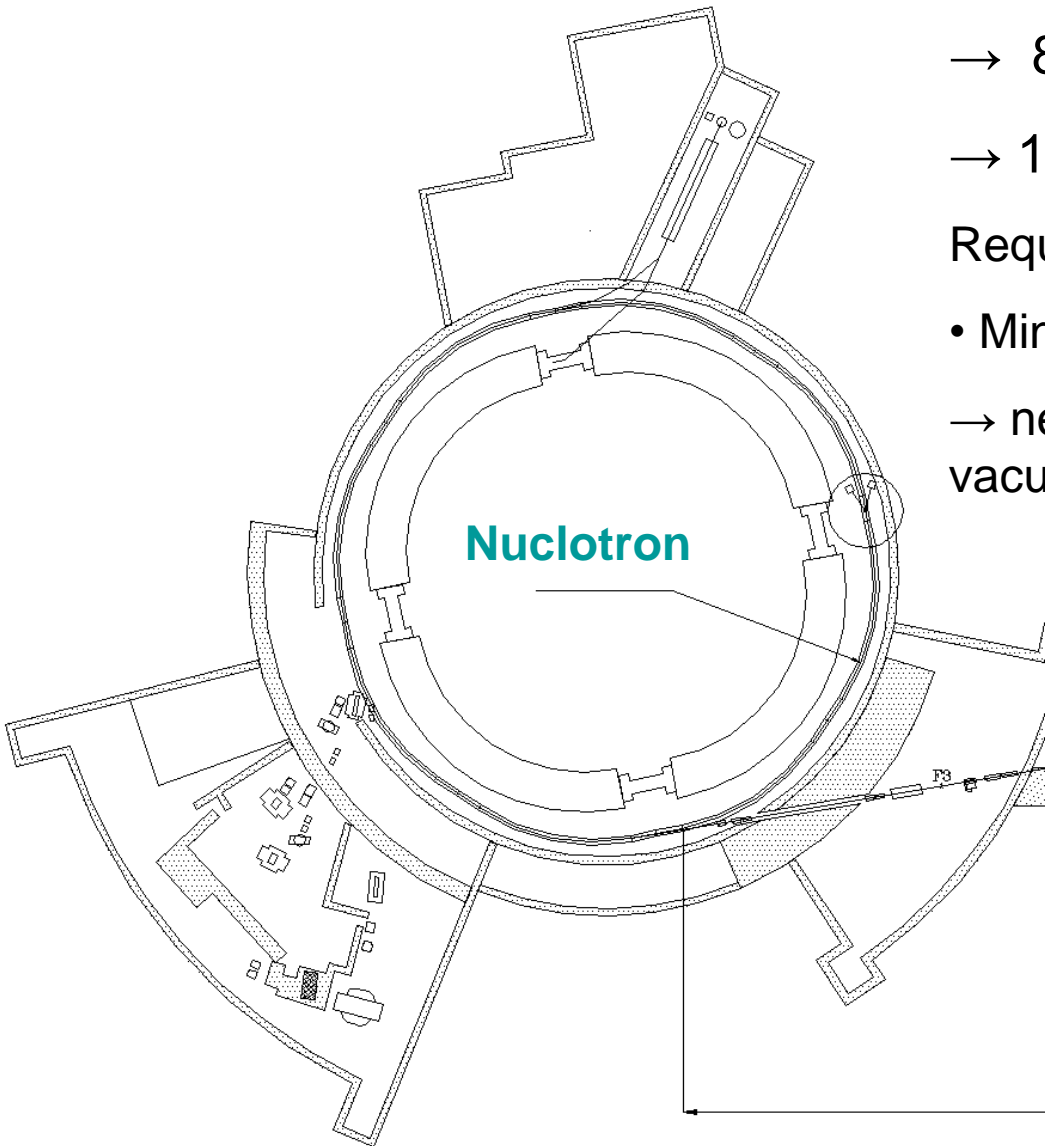 → 8
→ 1
Requ
• Mir
→ ne
vacu
Nuclotron
F3